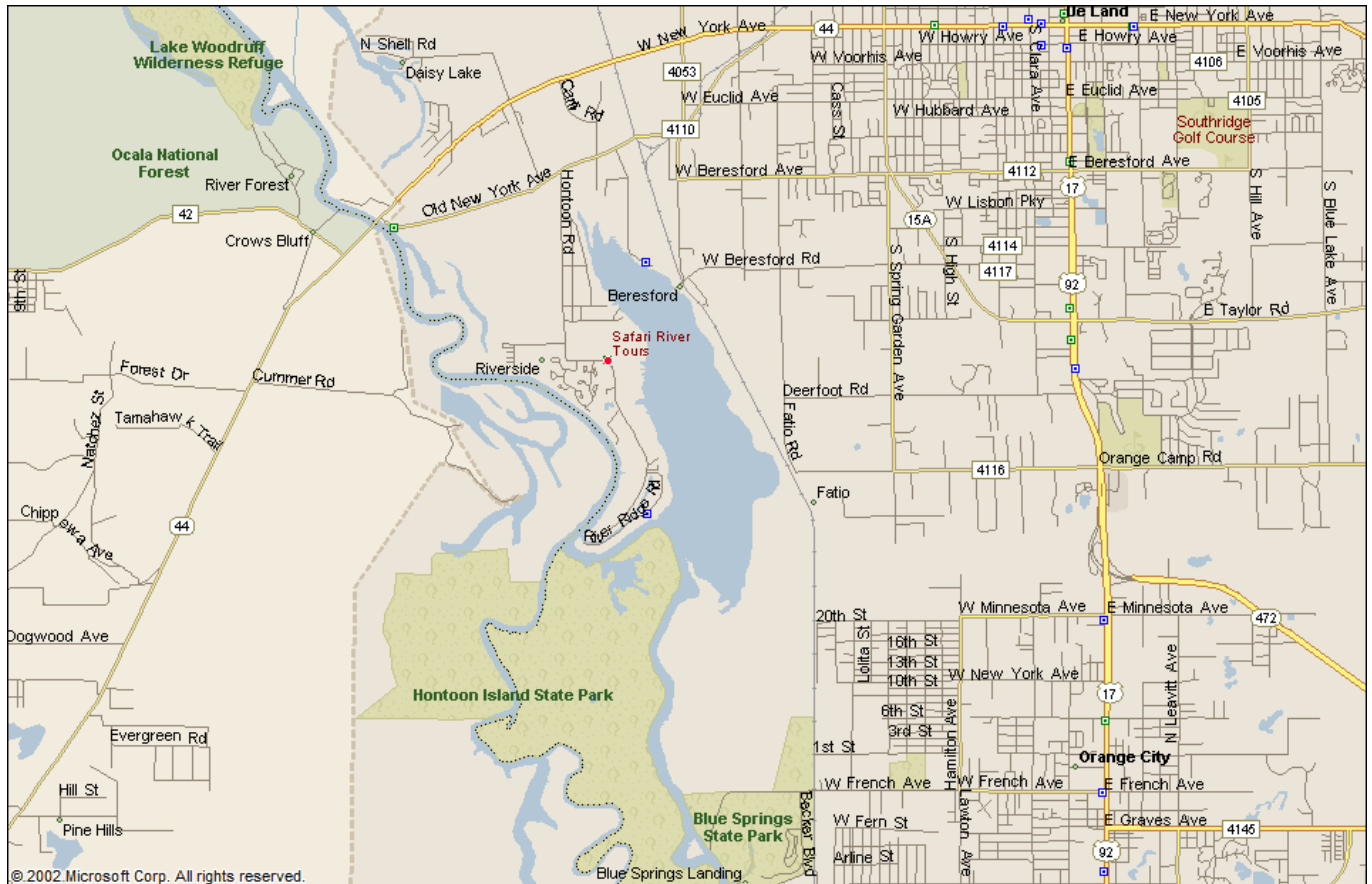 De Land
E New York Ave
W New York Ave
44
W Howry Ave
E Howry Ave
S Clara Ave
Lake Woodruff
Wilderness Refuge
N Shell Rd
Daisy Lake
W Voorhis Ave
E Voorhis Ave
4053
4106
Catfi Rd
W Euclid Ave
E Euclid Ave
Cass St
4105
W Hubbard Ave
Southridge
Golf Course
4110
Ocala National
Forest
River Forest
W Beresford Ave
4112
E Beresford Ave
17
Old New York Ave
Hontoon Rd
W Lisbon Pky
S Hill Ave
S Blue Lake Ave
42
15A
Crows Bluff
S Spring Garden Ave
S High St
4114
4117
W Beresford Rd
92
9th St
Beresford
E Taylor Rd
Safari River
Tours
Riverside
Forest Dr
Cummer Rd
Deerfoot Rd
Natchez St
Tamahawk Trail
Fatio Rd
Orange Camp Rd
4116
Fatio
River Ridge Rd
44
Chippewa Ave
W Minnesota Ave
E Minnesota Ave
20th St
472
Dogwood Ave
Lolita St
16th St
13th St
10th St
W New York Ave
Hontoon Island State Park
17
N Leavitt Ave
6th St
3rd St
Hamilton Ave
Evergreen Rd
1st St
Orange City
W French Ave
W French Ave
E French Ave
Hill St
Pine Hills
Blue Springs
State Park
Becker Blvd
W Fern St
Lawton Ave
E Graves Ave
4145
Arline St
92
Blue Springs Landing
© 2002 Microsoft Corp. All rights reserved.